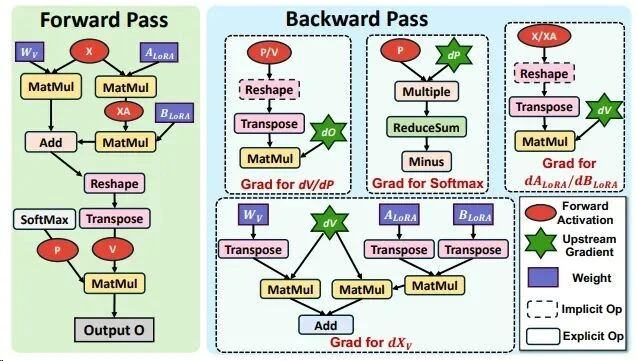 Forward Pass
W_V
X
A_LoRA
MatMul
MatMul
XA
B_LoRA
Add
MatMul
Reshape
SoftMax
Transpose
P
V
MatMul
Output O
Backward Pass
P/V
Reshape
Transpose
dO
MatMul
Grad for dV/dP
P
dP
Multiple
ReduceSum
Minus
Grad for Softmax
X/XA
Reshape
Transpose
dV
MatMul
Grad for
dA_LoRA/dB_LoRA
W_V
dV
A_LoRA
B_LoRA
Transpose
Transpose
Transpose
MatMul
MatMul
MatMul
Add
Grad for dX_V
Forward
Activation
Upstream
Gradient
Weight
Implicit Op
Explicit Op